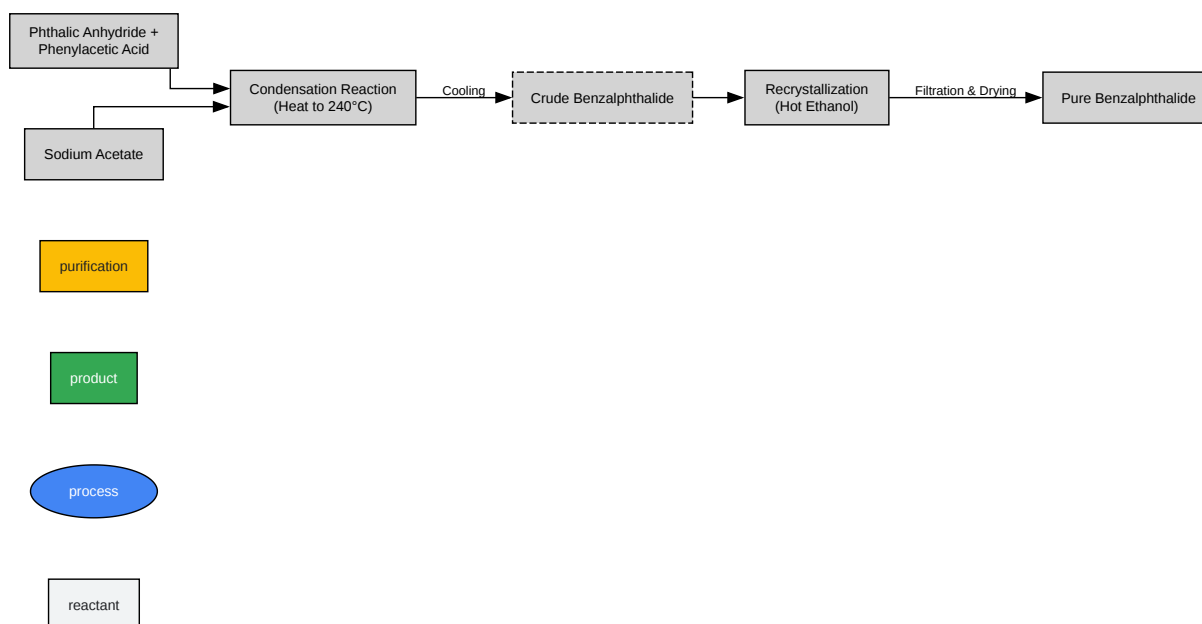 Phthalic Anhydride +
Phenylacetic Acid
Sodium Acetate
Condensation Reaction
(Heat to 240°C)
Cooling
Crude Benzalphthalide
Recrystallization
(Hot Ethanol)
Filtration & Drying
Pure Benzalphthalide
purification
product
process
reactant